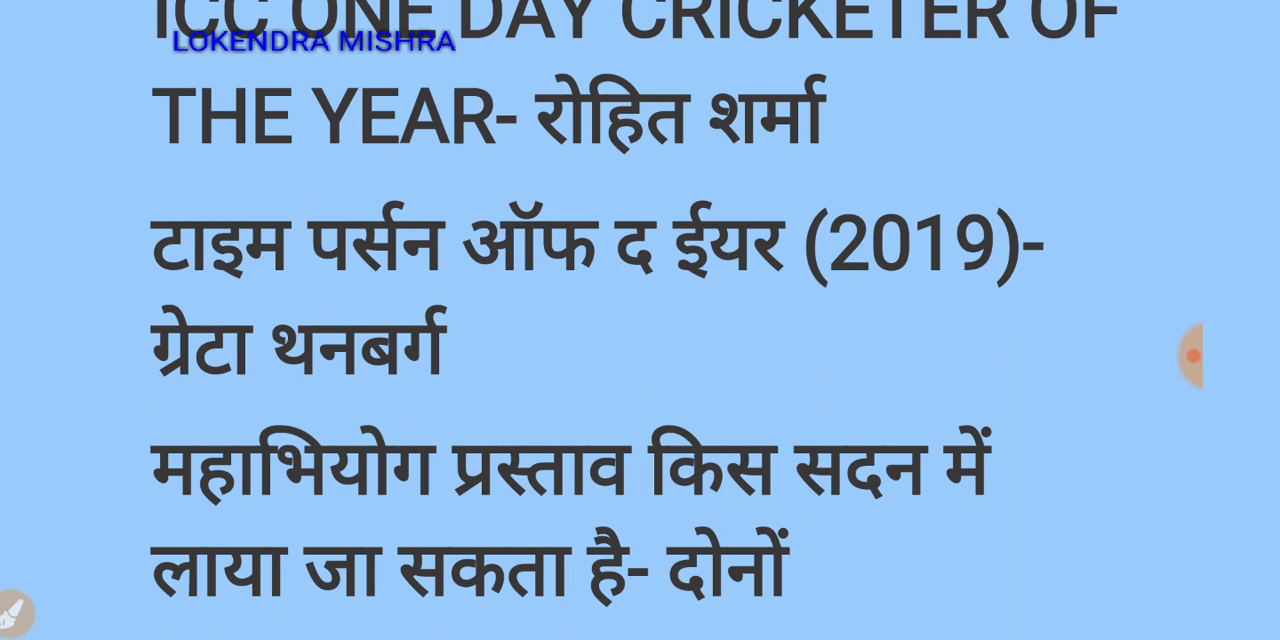 ICC ONE DAY CRICKETER OF
LOKENDRA MISHRA
THE YEAR- रोहित शर्मा
टाइम पर्सन ऑफ द ईयर (2019)-
ग्रेटा थनबर्ग
महाभियोग प्रस्ताव किस सदन में
लाया जा सकता है- दोनों